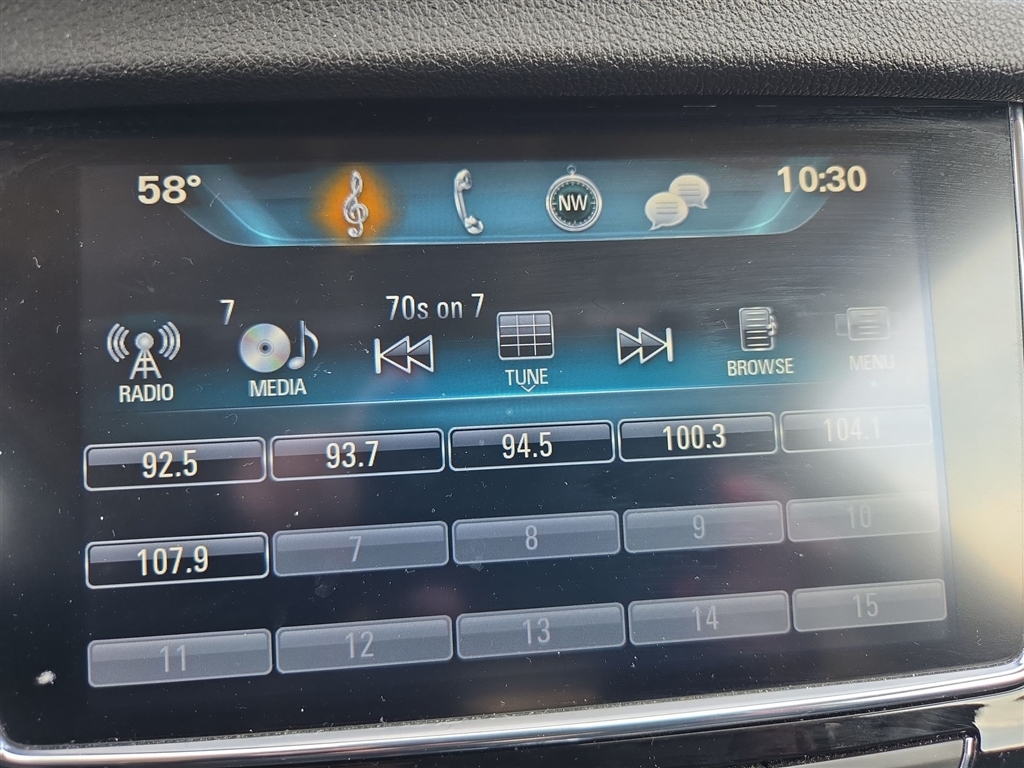 58° NW 10:30
7 70s on 7
RADIO MEDIA TUNE BROWSE MENU
92.5 93.7 94.5 100.3 104.1
107.9 7 8 9 10
11 12 13 14 15